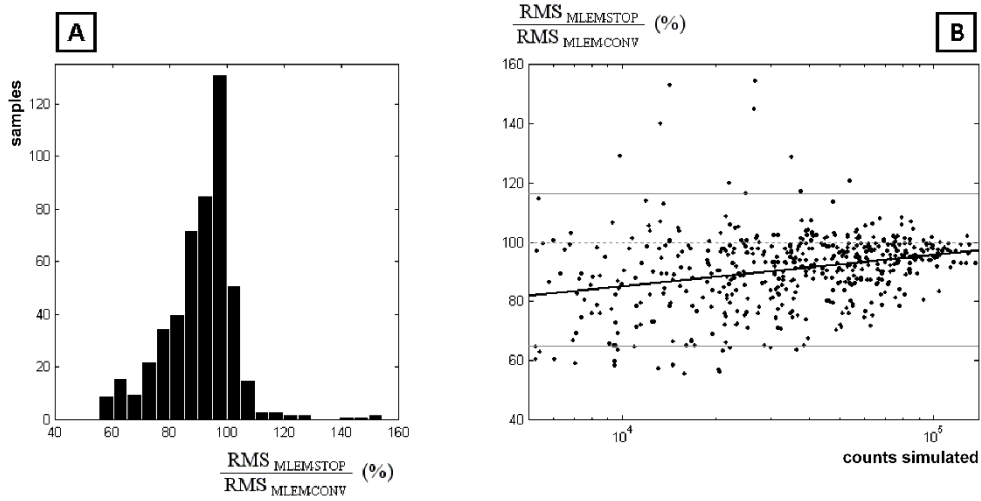 A
samples
120
100
80
60
40
20
0
40 60 80 100 120 140 160
RMS MLEMSTOP
RMS MLEMCONV
(%)
RMS MLEMSTOP
RMS MLEMCONV
(%)
B
160
140
120
100
80
60
40
10^4 10^5
counts simulated